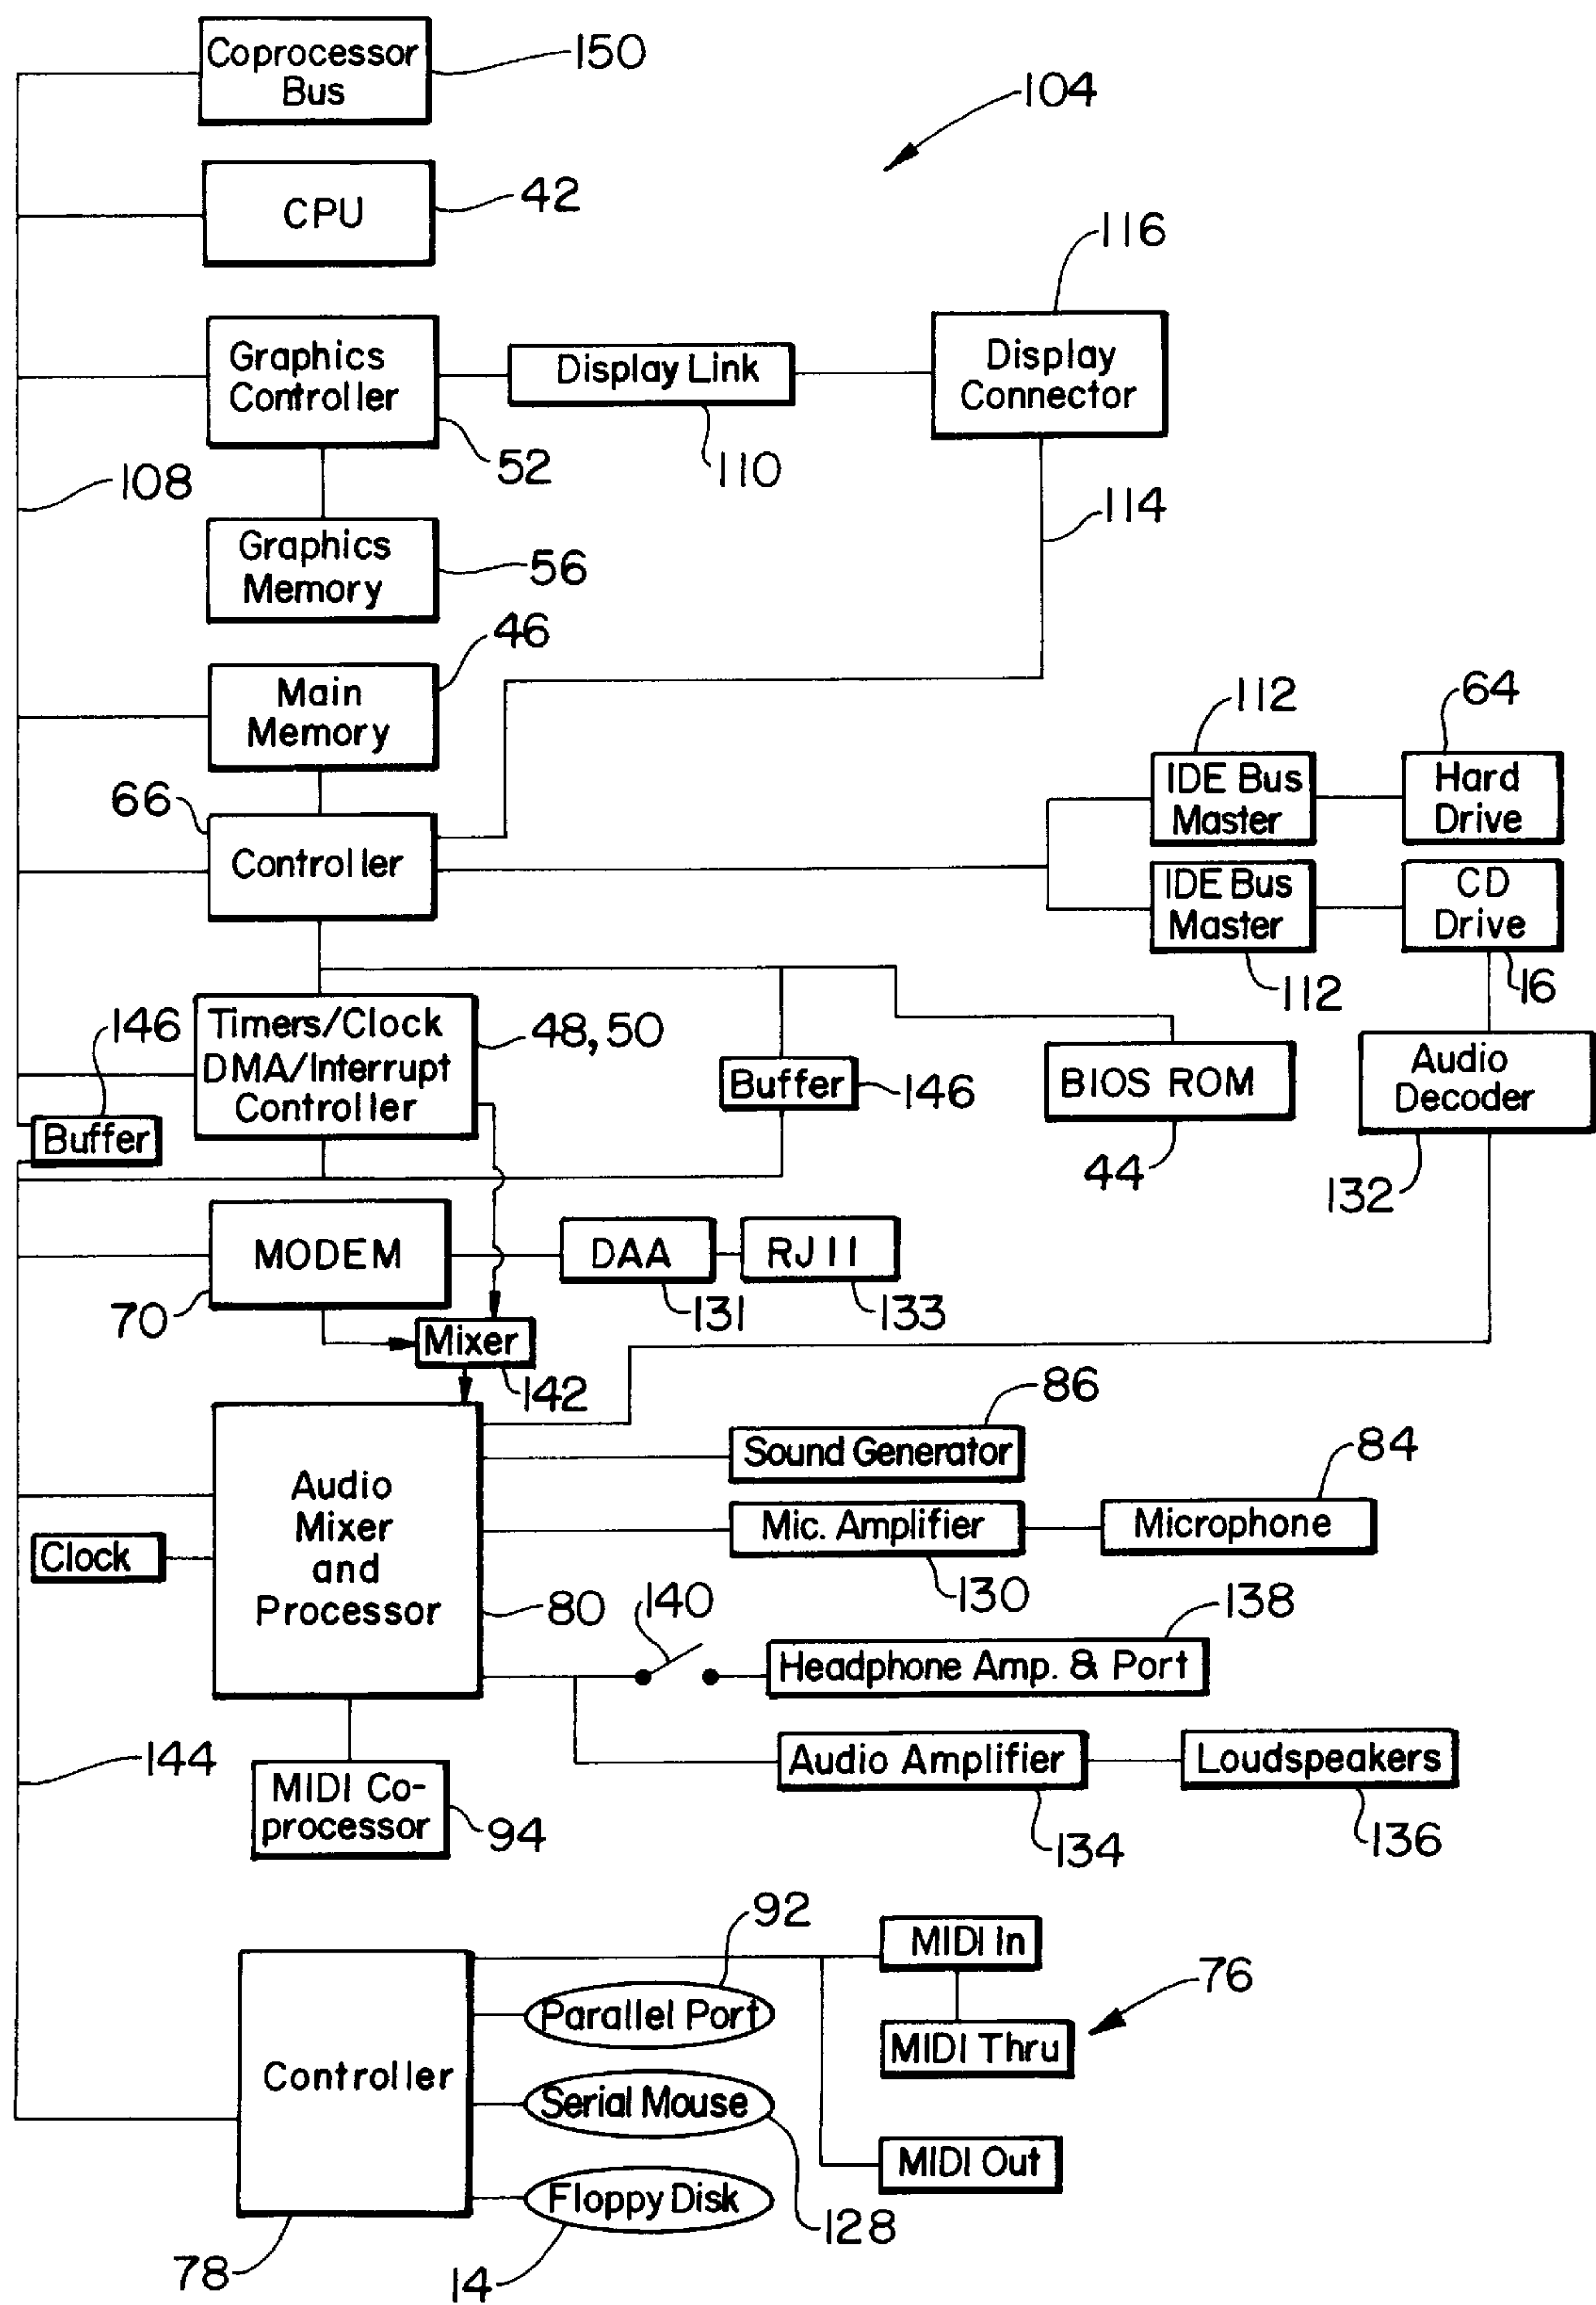 Coprocessor
Bus
150
104
CPU
42
116
Graphics
Controller
52
Display Link
110
Display
Connector
108
114
Graphics
Memory
56
46
Main
Memory
112
64
66
Controller
IDE Bus
Master
Hard
Drive
IDE Bus
Master
CD
Drive
112
16
146
Timers/Clock
DMA/Interrupt
Controller
48,50
Buffer
146
BIOS ROM
44
Audio
Decoder
132
Buffer
MODEM
70
DAA
131
RJ11
133
Mixer
142
86
Sound Generator
84
Audio
Mixer
and
Processor
80
Mic. Amplifier
130
Microphone
Clock
140
138
Headphone Amp. & Port
144
Audio Amplifier
134
Loudspeakers
136
MIDI Co-
processor
94
92
MIDI In
76
Parallel Port
MIDI Thru
Controller
Serial Mouse
128
MIDI Out
Floppy Disk
78
14